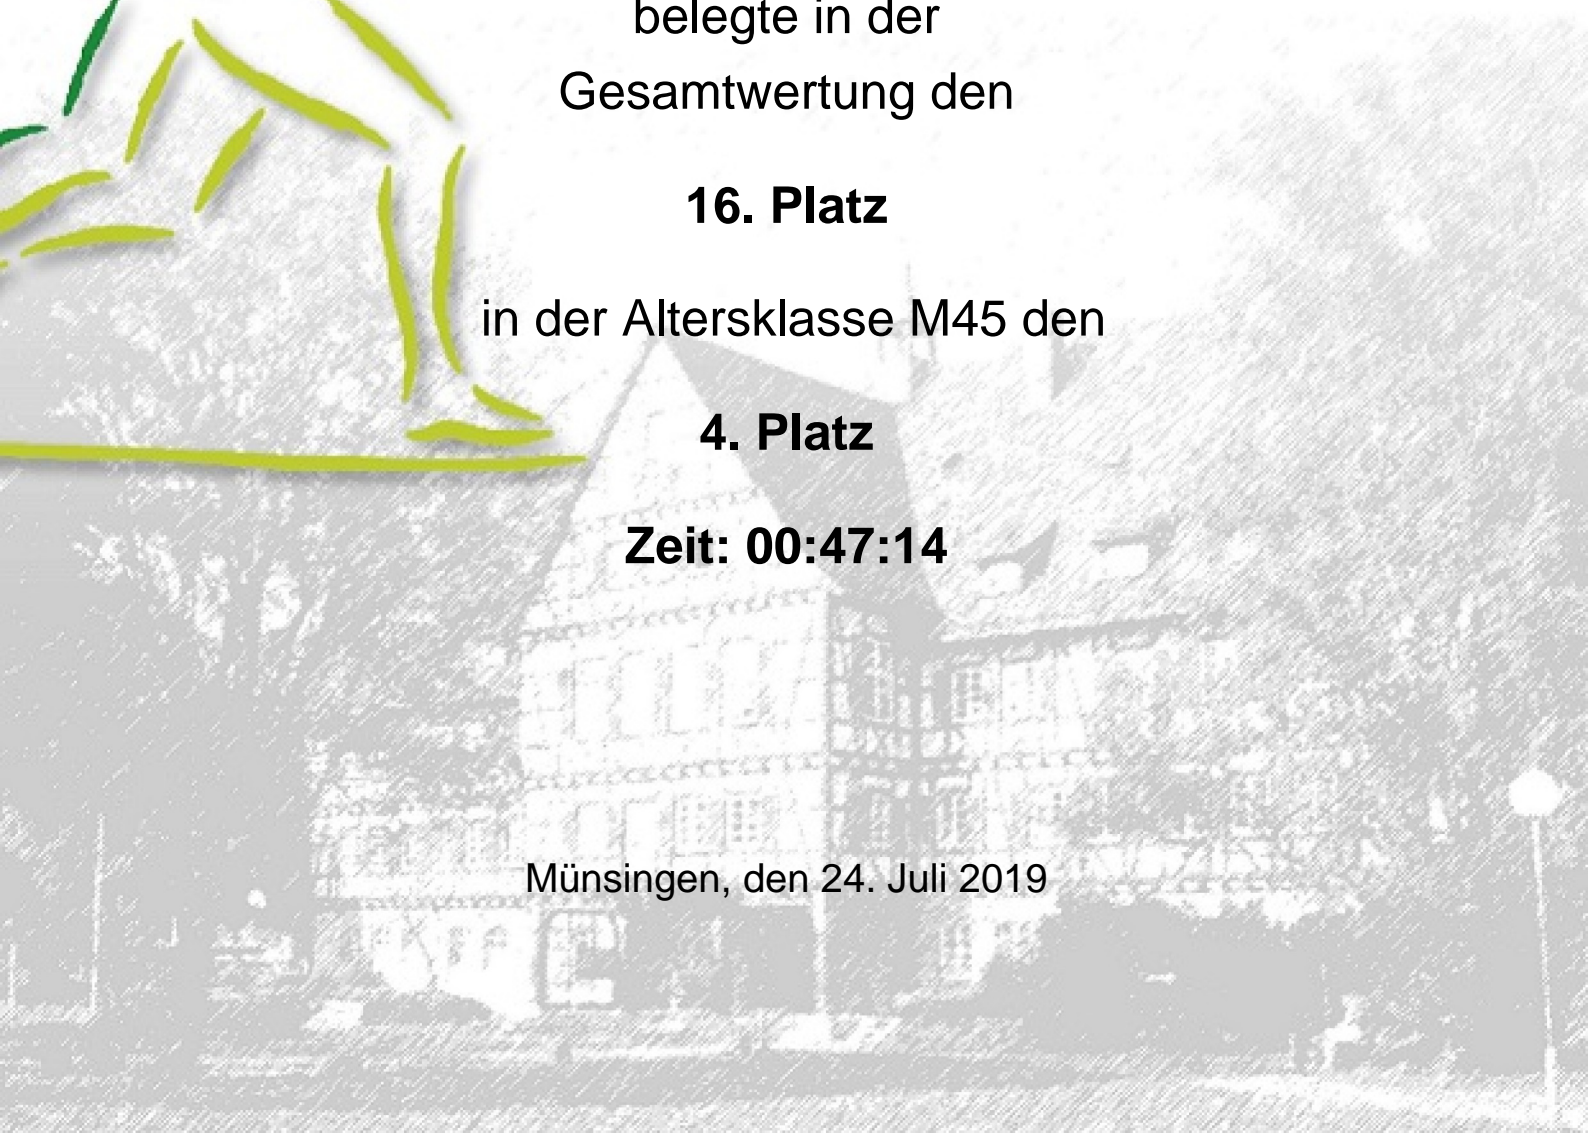 belegte in der
Gesamtwertung den
16. Platz
in der Altersklasse M45 den
4. Platz
Zeit: 00:47:14
Münsingen, den 24. Juli 2019